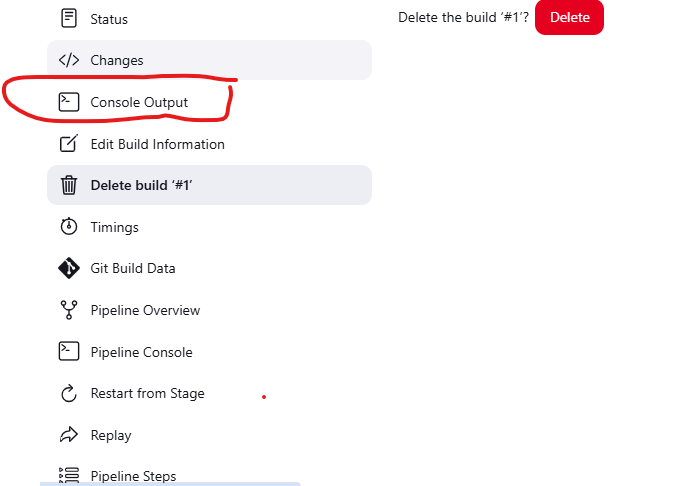 Status
Delete the build ‘#1’? Delete
Changes
Console Output
Edit Build Information
Delete build ‘#1’
Timings
Git Build Data
Pipeline Overview
Pipeline Console
Restart from Stage
Replay
Pipeline Steps